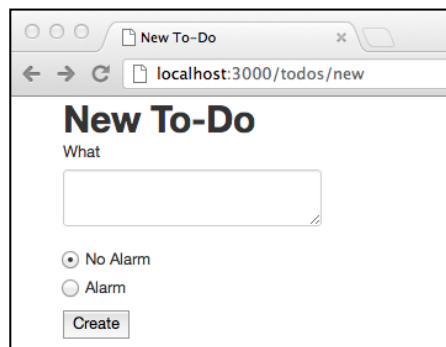 New To-Do
localhost:3000/todos/new
New To-Do
What
No Alarm
Alarm
Create